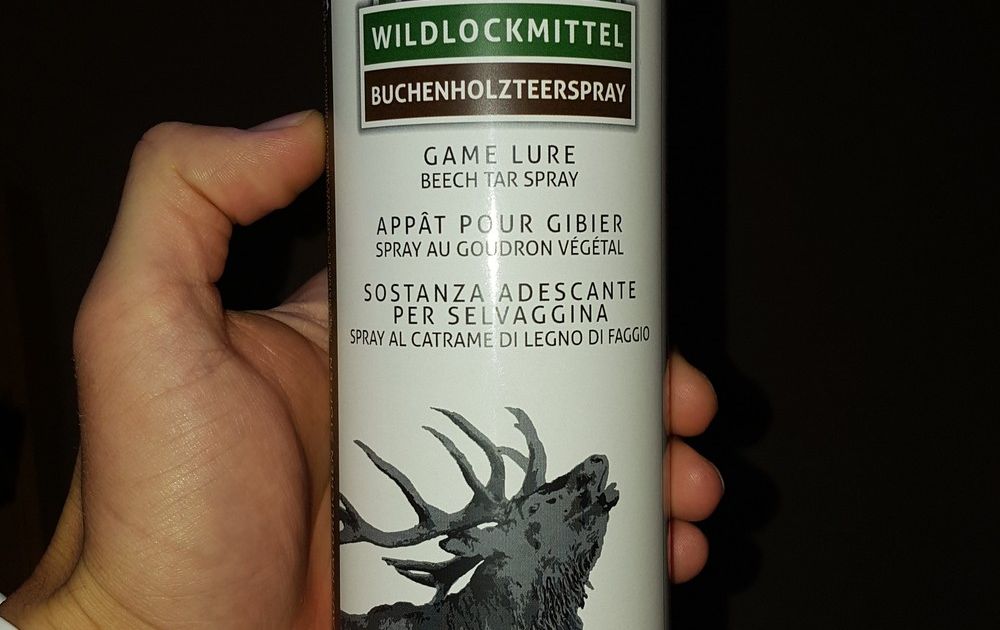 WILDLOCKMITTEL
BUCHENHOLZTEERSPRAY
GAME LURE
BEECH TAR SPRAY
APPÂT POUR GIBIER
SPRAY AU GOUDRON VÉGÉTAL
SOSTANZA ADESCANTE
PER SELVAGGINA
SPRAY AL CATRAME DI LEGNO DI FAGGIO